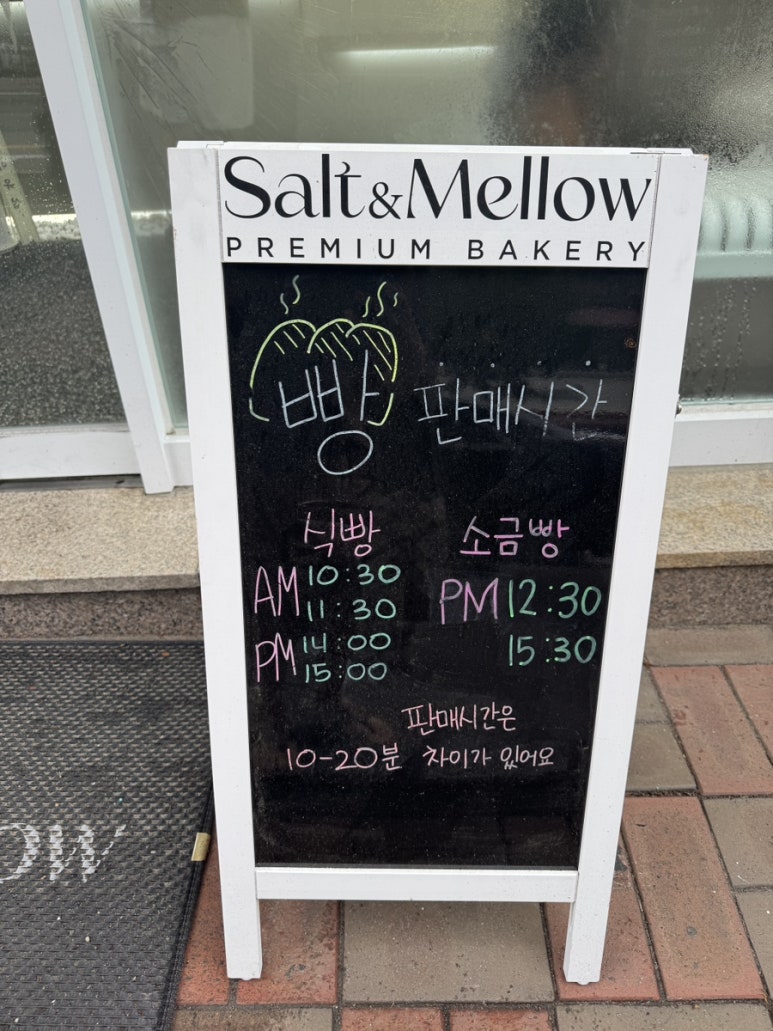 Salt&Mellow
PREMIUM BAKERY
빵 판매시간
식빵
AM 10:30
11:30
PM 14:00
15:00
소금빵
PM 12:30
15:30
판매시간은
10-20분 차이가 있어요
OW